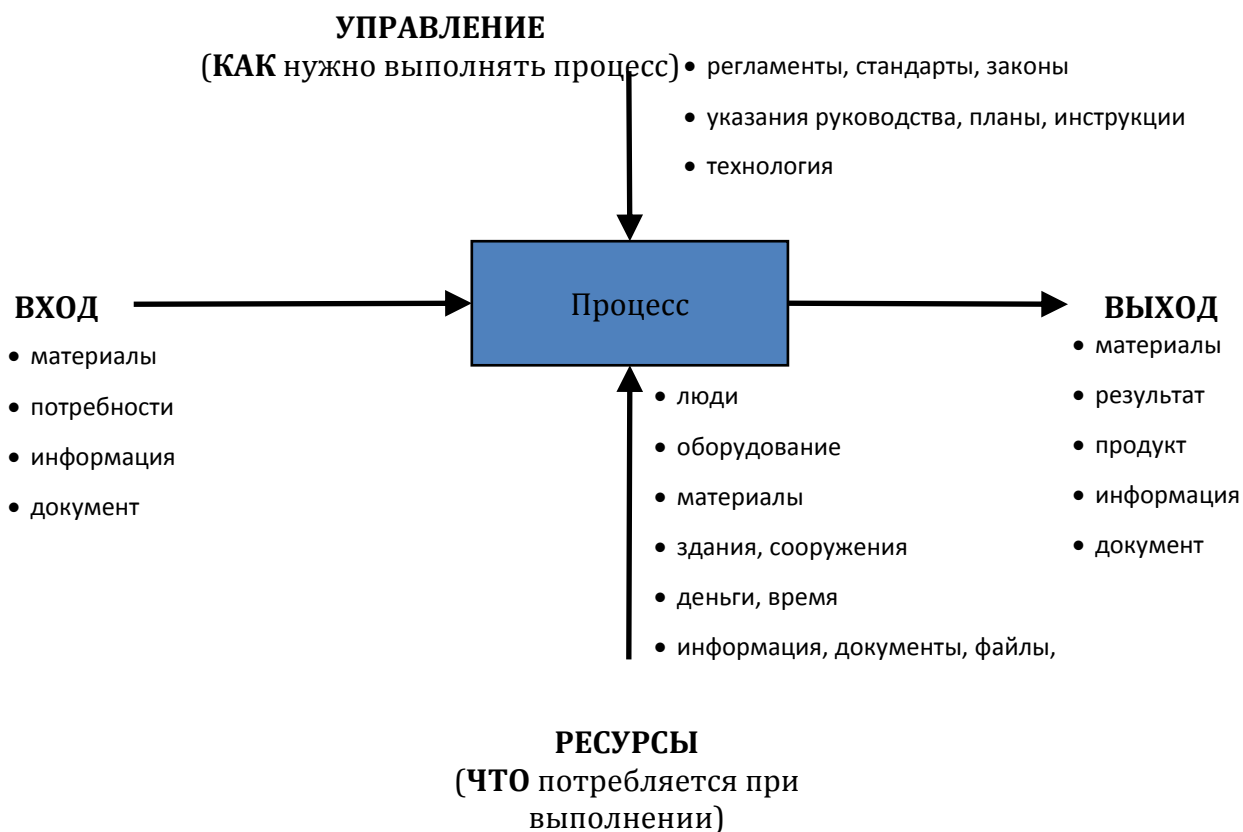 УПРАВЛЕНИЕ
(КАК нужно выполнять процесс)
• регламенты, стандарты, законы
• указания руководства, планы, инструкции
• технология
ВХОД
• материалы
• потребности
• информация
• документ
Процесс
ВЫХОД
• материалы
• результат
• продукт
• информация
• документ
• люди
• оборудование
• материалы
• здания, сооружения
• деньги, время
• информация, документы, файлы,
РЕСУРСЫ
(ЧТО потребляется при
выполнении)